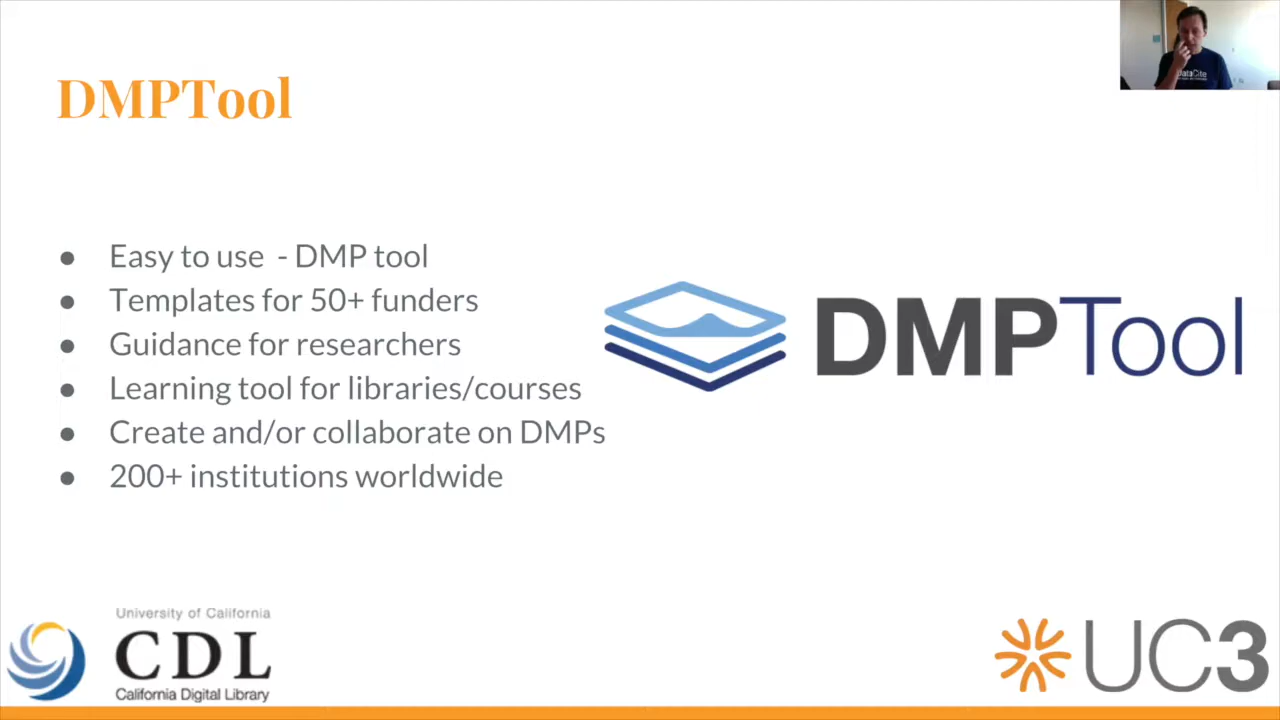 DMPTool
Easy to use - DMP tool
Templates for 50+ funders
Guidance for researchers
Learning tool for libraries/courses
Create and/or collaborate on DMPs
200+ institutions worldwide
DMPTool
University of California
CDL
California Digital Library
UC3
DataCite